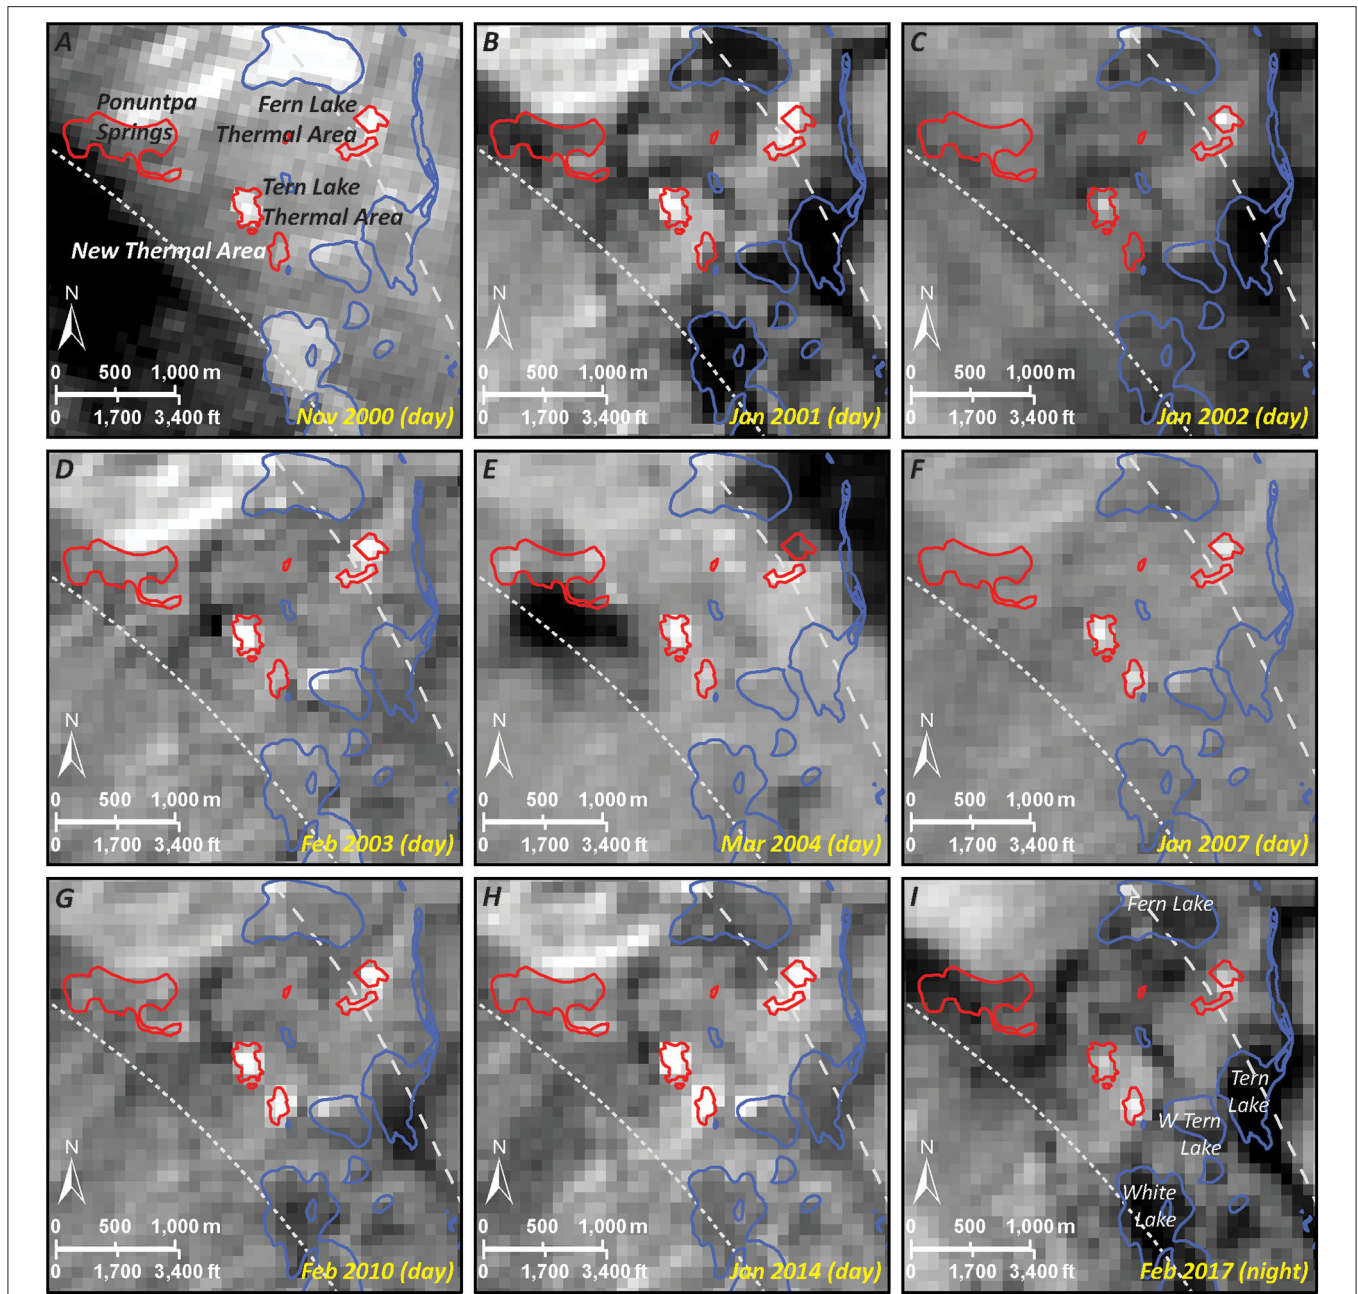 A
Ponuntpa
Springs
Fern Lake
Thermal Area
Tern Lake
Thermal Area
New Thermal Area
N
0 500 1,000 m
0 1,700 3,400 ft
Nov 2000 (day)
B
N
0 500 1,000 m
0 1,700 3,400 ft
Jan 2001 (day)
C
N
0 500 1,000 m
0 1,700 3,400 ft
Jan 2002 (day)
D
N
0 500 1,000 m
0 1,700 3,400 ft
Feb 2003 (day)
E
N
0 500 1,000 m
0 1,700 3,400 ft
Mar 2004 (day)
F
N
0 500 1,000 m
0 1,700 3,400 ft
Jan 2007 (day)
G
N
0 500 1,000 m
0 1,700 3,400 ft
Feb 2010 (day)
H
N
0 500 1,000 m
0 1,700 3,400 ft
Jan 2014 (day)
I
Fern Lake
Tern
Lake
W Tern
Lake
White
Lake
N
0 500 1,000 m
0 1,700 3,400 ft
Feb 2017 (night)